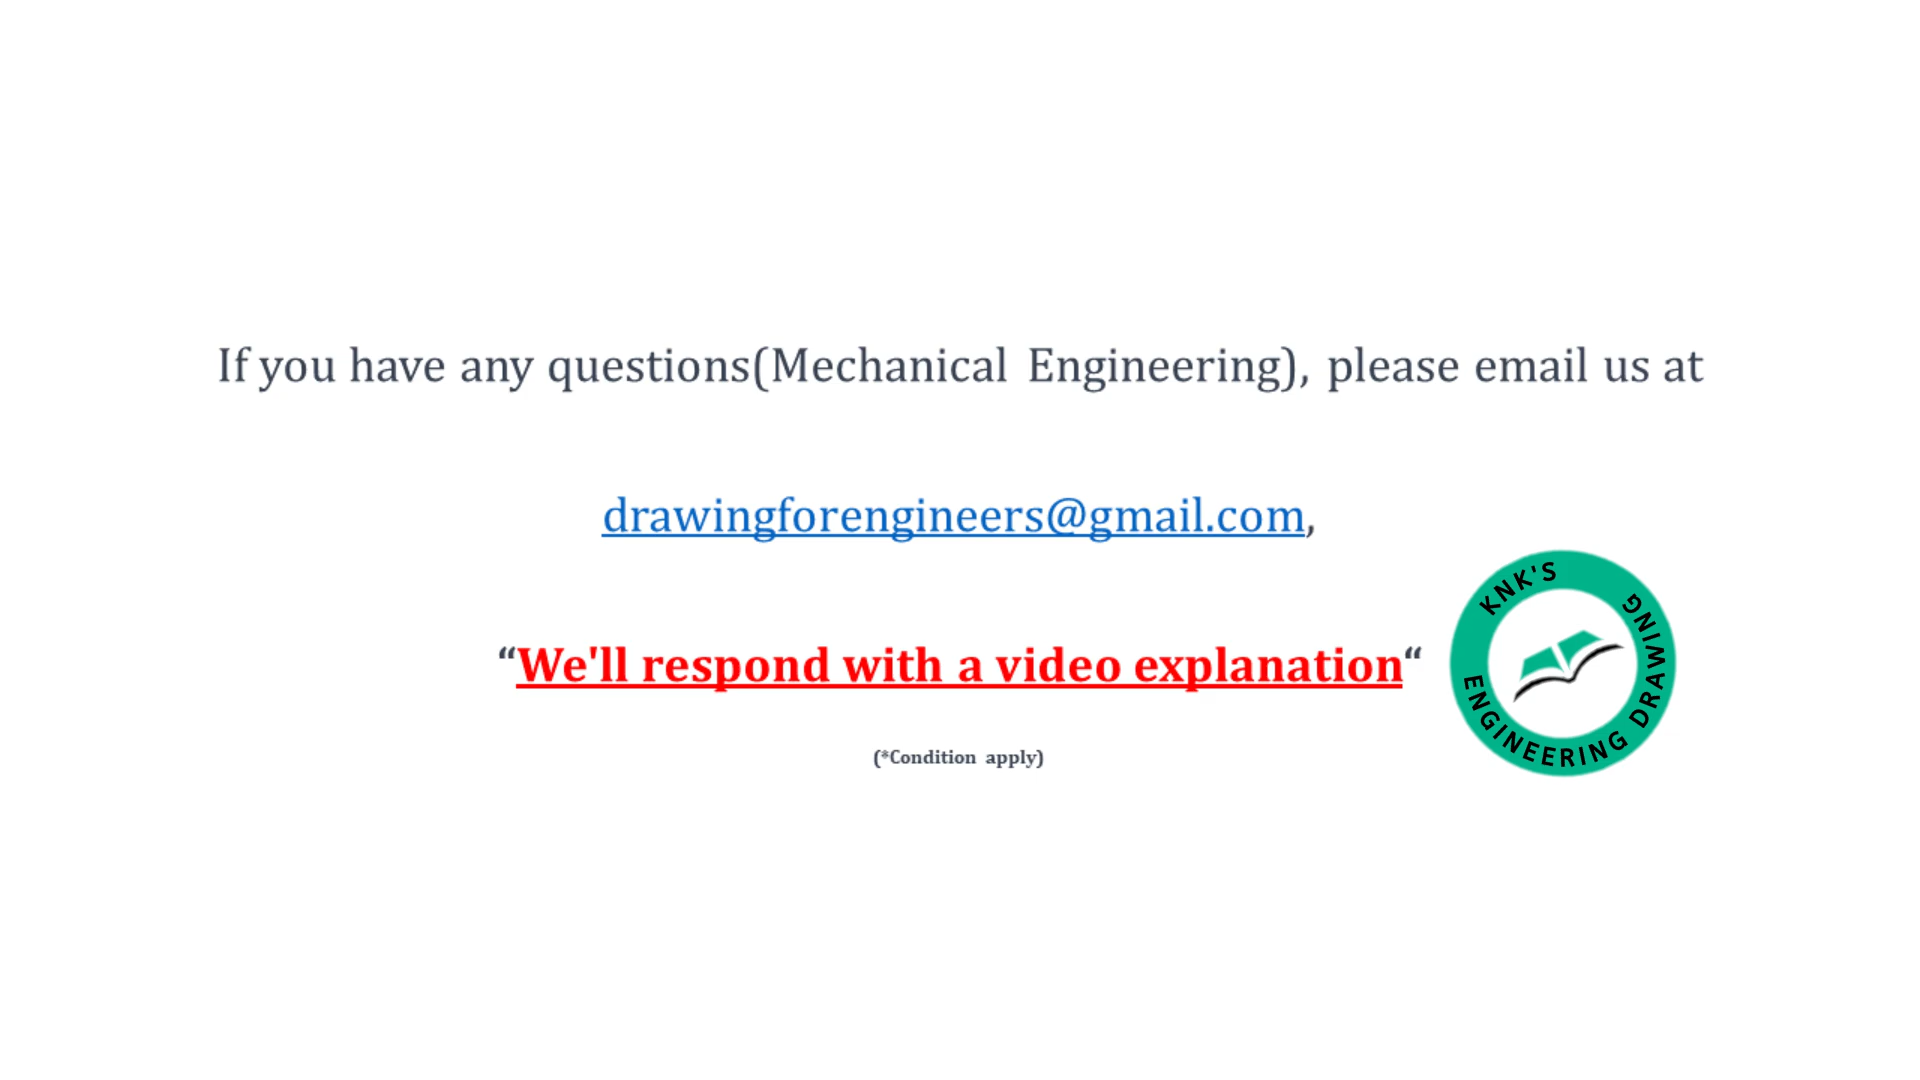 If you have any questions(Mechanical Engineering), please email us at
drawingforengineers@gmail.com,
“We'll respond with a video explanation“
(*Condition apply)
KNK'S
ENGINEERING DRAWING